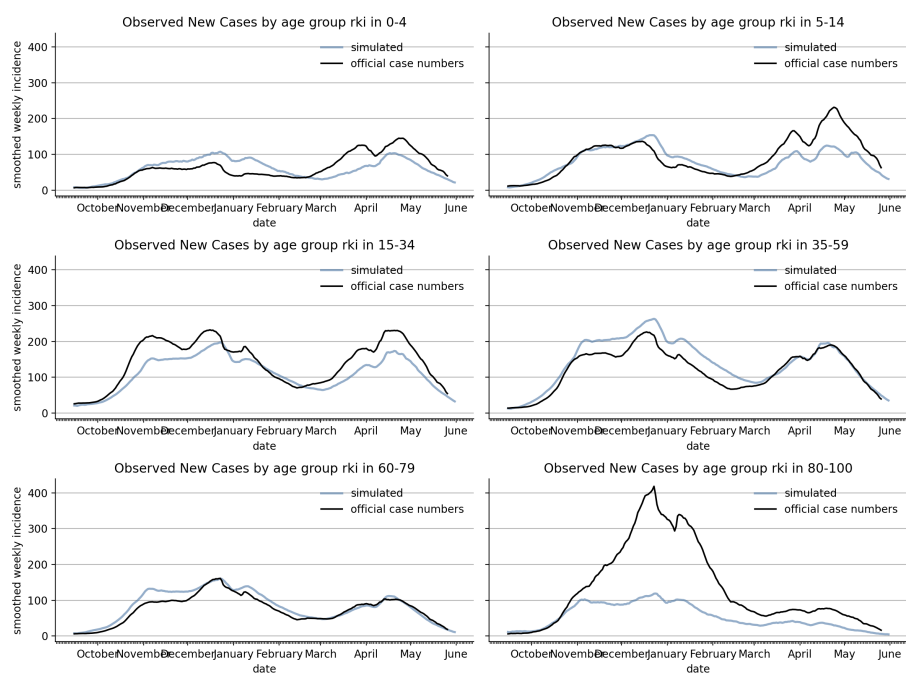 Observed New Cases by age group rki in 0-4
smoothed weekly incidence
400
300
200
100
0
simulated
official case numbers
October November December January February March April May June
date
Observed New Cases by age group rki in 5-14
simulated
official case numbers
October November December January February March April May June
date
Observed New Cases by age group rki in 15-34
smoothed weekly incidence
400
300
200
100
0
simulated
official case numbers
October November December January February March April May June
date
Observed New Cases by age group rki in 35-59
simulated
official case numbers
October November December January February March April May June
date
Observed New Cases by age group rki in 60-79
smoothed weekly incidence
400
300
200
100
0
simulated
official case numbers
October November December January February March April May June
date
Observed New Cases by age group rki in 80-100
simulated
official case numbers
October November December January February March April May June
date